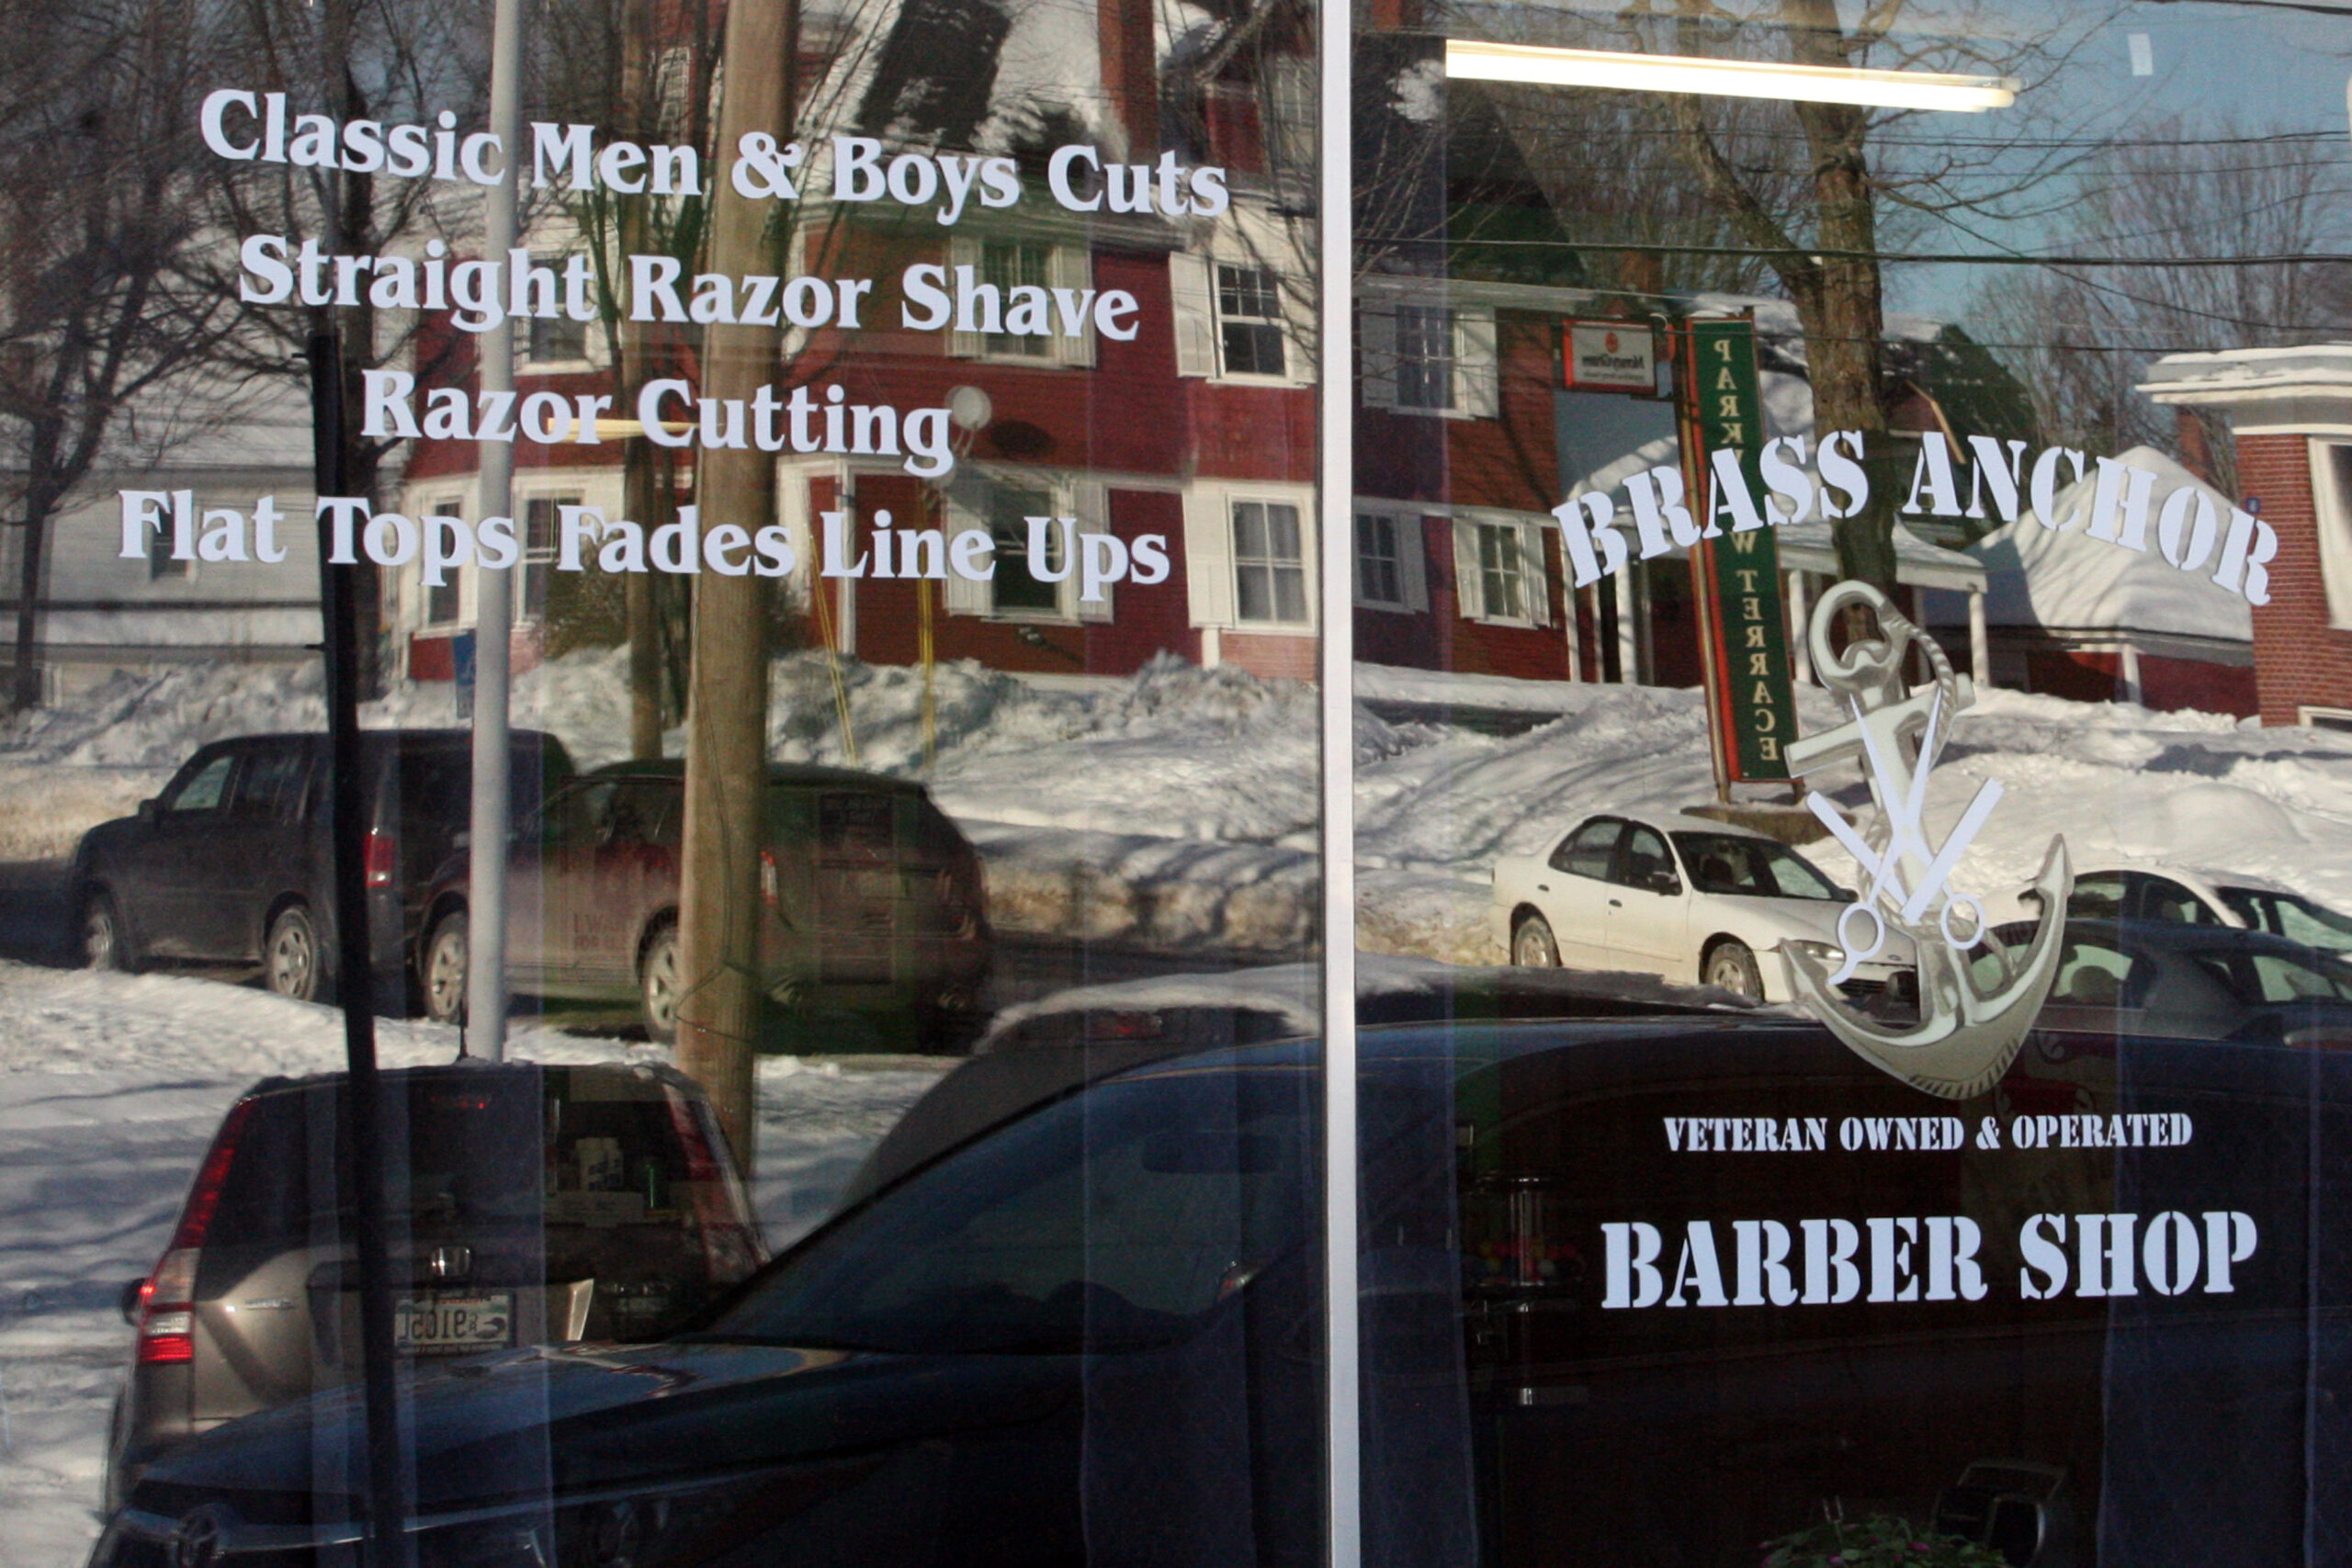 Classic Men & Boys Cuts
Straight Razor Shave
Razor Cutting
Flat Tops Fades Line Ups
BRASS ANCHOR
VETERAN OWNED & OPERATED
BARBER SHOP
TERRACE